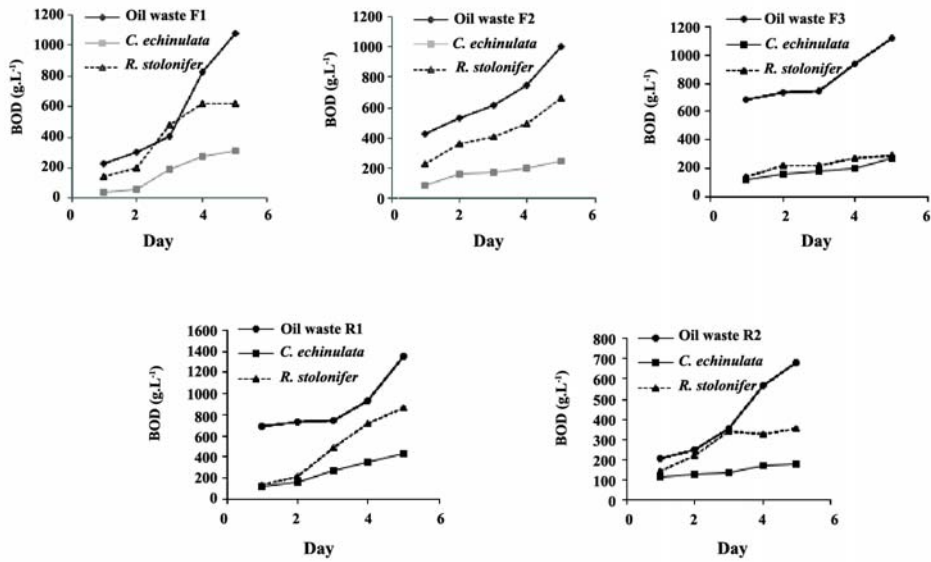 1200
1000
800
600
400
200
0
BOD (g.L-1)
Oil waste F1
C. echinulata
R. stolonifer
0 2 4 6
Day
1200
1000
800
600
400
200
0
BOD (g.L-1)
Oil waste F2
C. echinulata
R. stolonifer
0 2 4 6
Day
1200
1000
800
600
400
200
0
BOD (g.L-1)
Oil waste F3
C. echinulata
R. stolonifer
0 2 4 6
Day
1600
1400
1200
1000
800
600
400
200
0
BOD (g.L-1)
Oil waste R1
C. echinulata
R. stolonifer
0 2 4 6
Day
800
700
600
500
400
300
200
100
0
BOD (g.L-1)
Oil waste R2
C. echinulata
R. stolonifer
0 2 4 6
Day